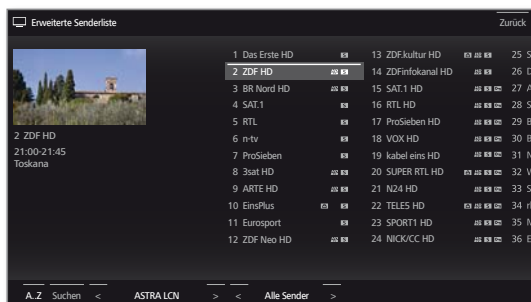 Erweiterte Senderliste
Zurück
1 Das Erste HD
2 ZDF HD
3 BR Nord HD
4 SAT.1
5 RTL
6 n-tv
7 ProSieben
8 3sat HD
9 ARTE HD
10 EinsPlus
11 Eurosport
12 ZDF Neo HD
13 ZDF.kultur HD
14 ZDFinfokanal HD
15 SAT.1 HD
16 RTL HD
17 ProSieben HD
18 VOX HD
19 kabel eins HD
20 SUPER RTL HD
21 N24 HD
22 TELE5 HD
23 SPORT1 HD
24 NICK/CC HD
25 S
26
27
28 S
29
30
31
32
33 S
34
35
36
2 ZDF HD
21:00-21:45
Toskana
A..Z Suchen < ASTRA LCN > < Alle Sender >